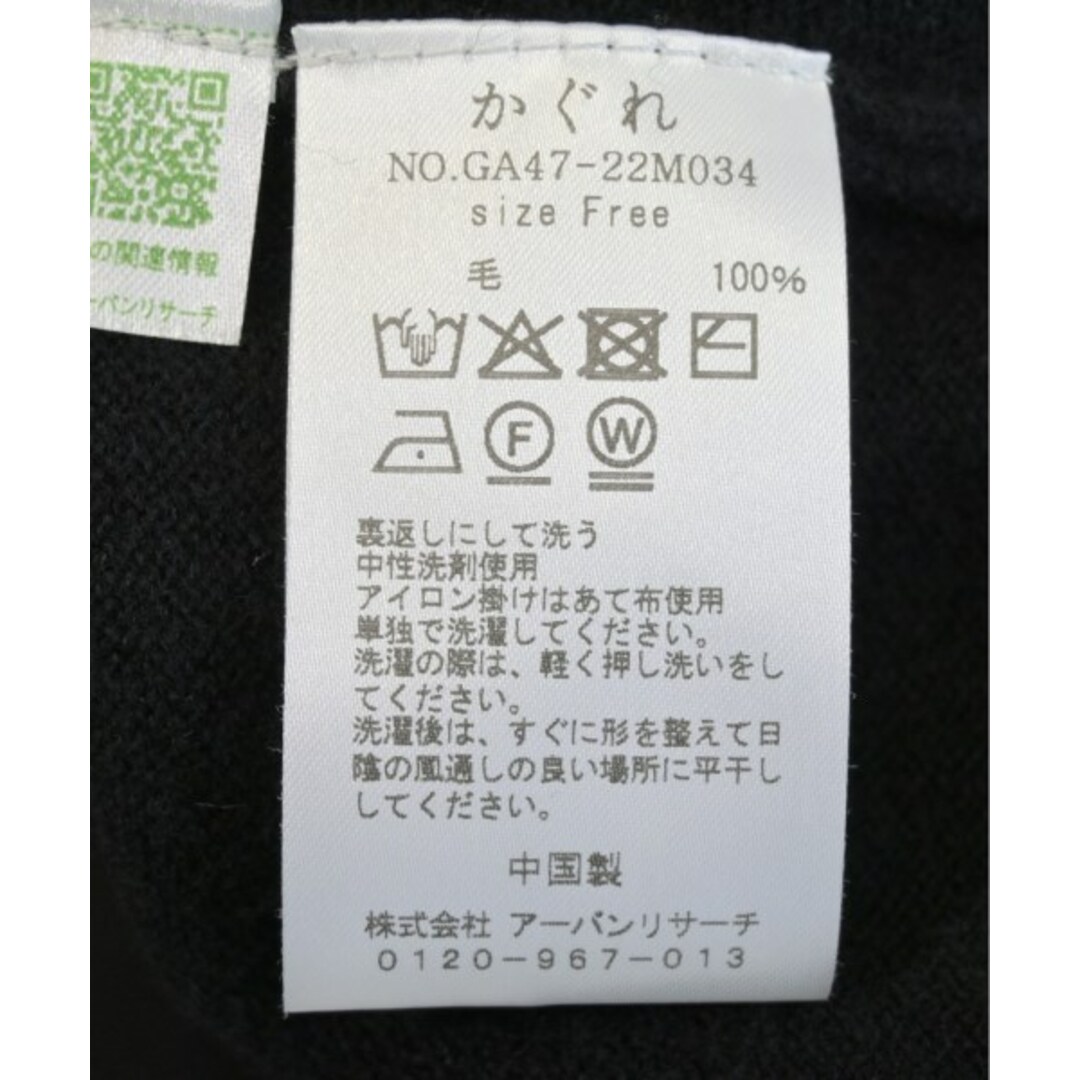 かぐれ
NO.GA47-22M034
size Free
毛 100%
F W
裏返しにして洗う
中性洗剤使用
アイロン掛けはあて布使用
単独で洗濯してください。
洗濯の際は、軽く押し洗いをし
てください。
洗濯後は、すぐに形を整えて日
陰の風通しの良い場所に平干し
してください。
中国製
株式会社 アーバンリサーチ
0120-967-013
の関連情報
ーバンリサーチ